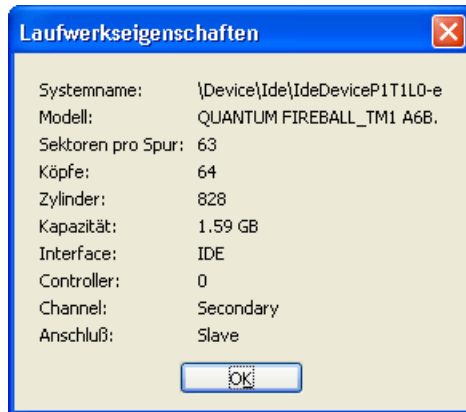 Laufwerkseigenschaften
Systemname: \Device\Ide\IdeDeviceP1T1L0-e
Modell: QUANTUM FIREBALL_TM1 A6B.
Sektoren pro Spur: 63
Köpfe: 64
Zylinder: 828
Kapazität: 1.59 GB
Interface: IDE
Controller: 0
Channel: Secondary
Anschluß: Slave
OK